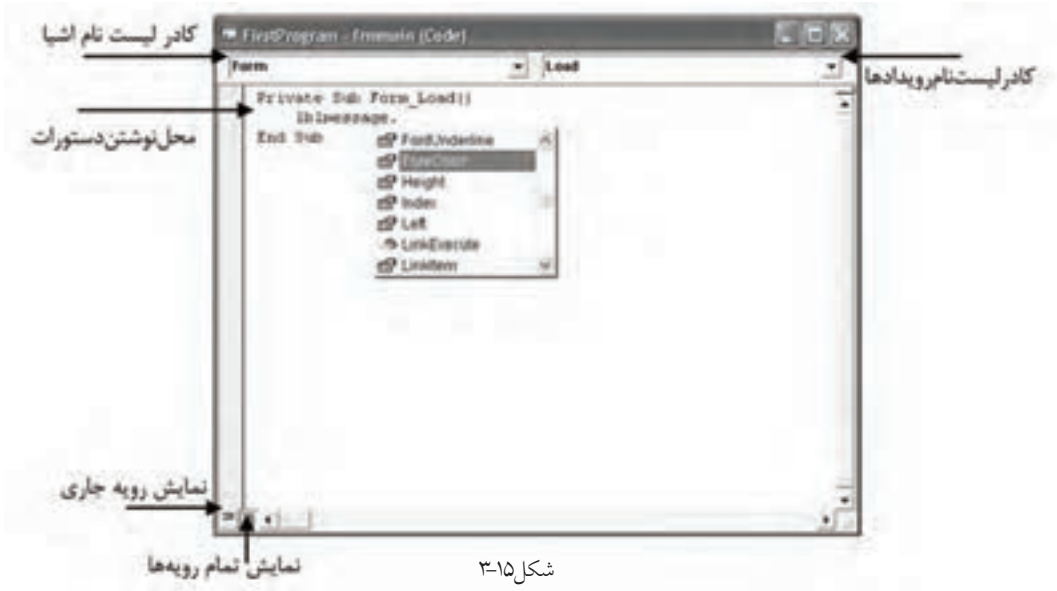 کادر لیست نام اشیا
FirstProgram - frmmain (Code)
Form
Load
کادرلیست‌نام‌رویدادها
Private Sub Form_Load()
lblmessage.
End Sub
محل‌نوشتن‌دستورات
FontUnderline
ForeColor
Height
Index
Left
LinkExecute
LinkItem
نمایش رویه جاری
نمایش تمام رویه‌ها
شکل۱۵-۳